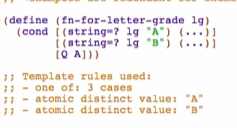 (define (fn-for-letter-grade lg)
(cond [(string=? lg "A") (...)]
[(string=? lg "B") (...)]
[Q A]))
;; Template rules used:
;; - one of: 3 cases
;; - atomic distinct value: "A"
;; - atomic distinct value: "B"